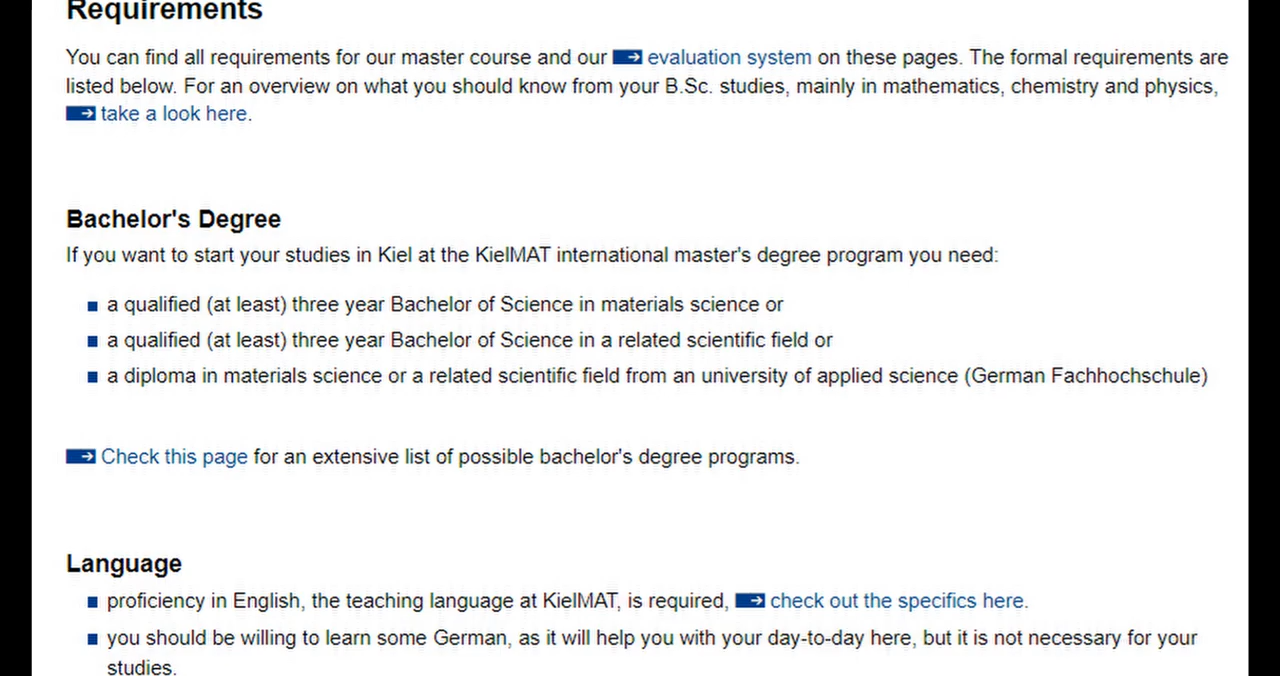 Requirements
You can find all requirements for our master course and our evaluation system on these pages. The formal requirements are
listed below. For an overview on what you should know from your B.Sc. studies, mainly in mathematics, chemistry and physics,
take a look here.
Bachelor's Degree
If you want to start your studies in Kiel at the KielMAT international master's degree program you need:
a qualified (at least) three year Bachelor of Science in materials science or
a qualified (at least) three year Bachelor of Science in a related scientific field or
a diploma in materials science or a related scientific field from an university of applied science (German Fachhochschule)
Check this page for an extensive list of possible bachelor's degree programs.
Language
proficiency in English, the teaching language at KielMAT, is required, check out the specifics here.
you should be willing to learn some German, as it will help you with your day-to-day here, but it is not necessary for your
studies.